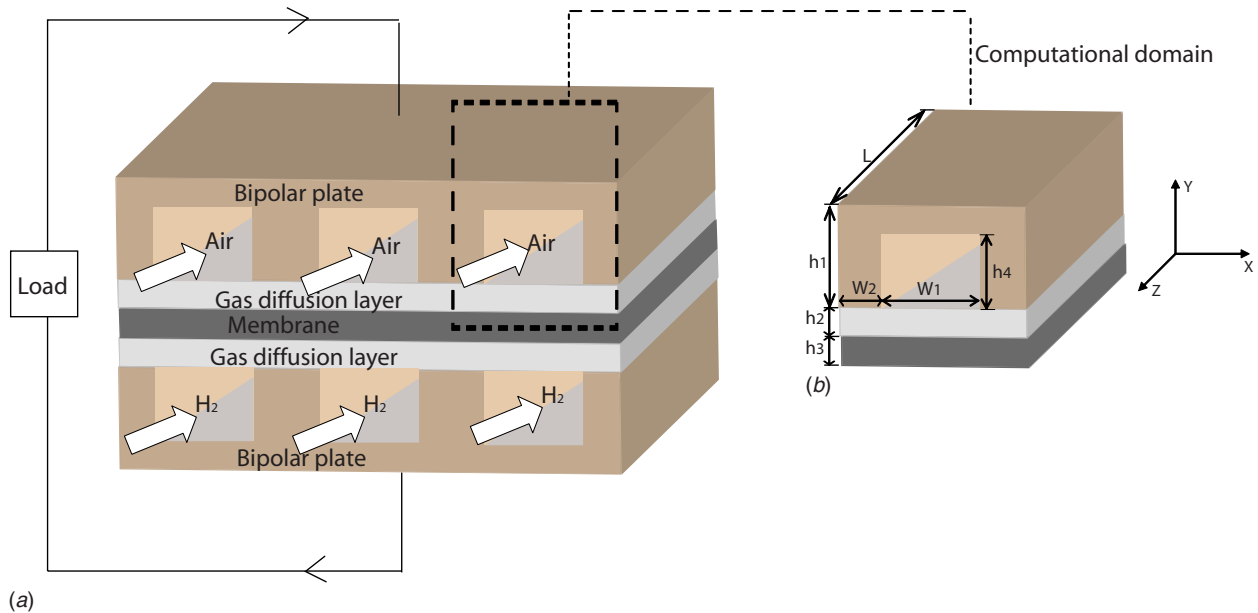 Computational domain
Bipolar plate
Air
Air
Air
Load
Gas diffusion layer
Membrane
Gas diffusion layer
H2
H2
H2
Bipolar plate
(a)
L
h1
h4
W2
W1
h2
h3
(b)
Y
X
Z